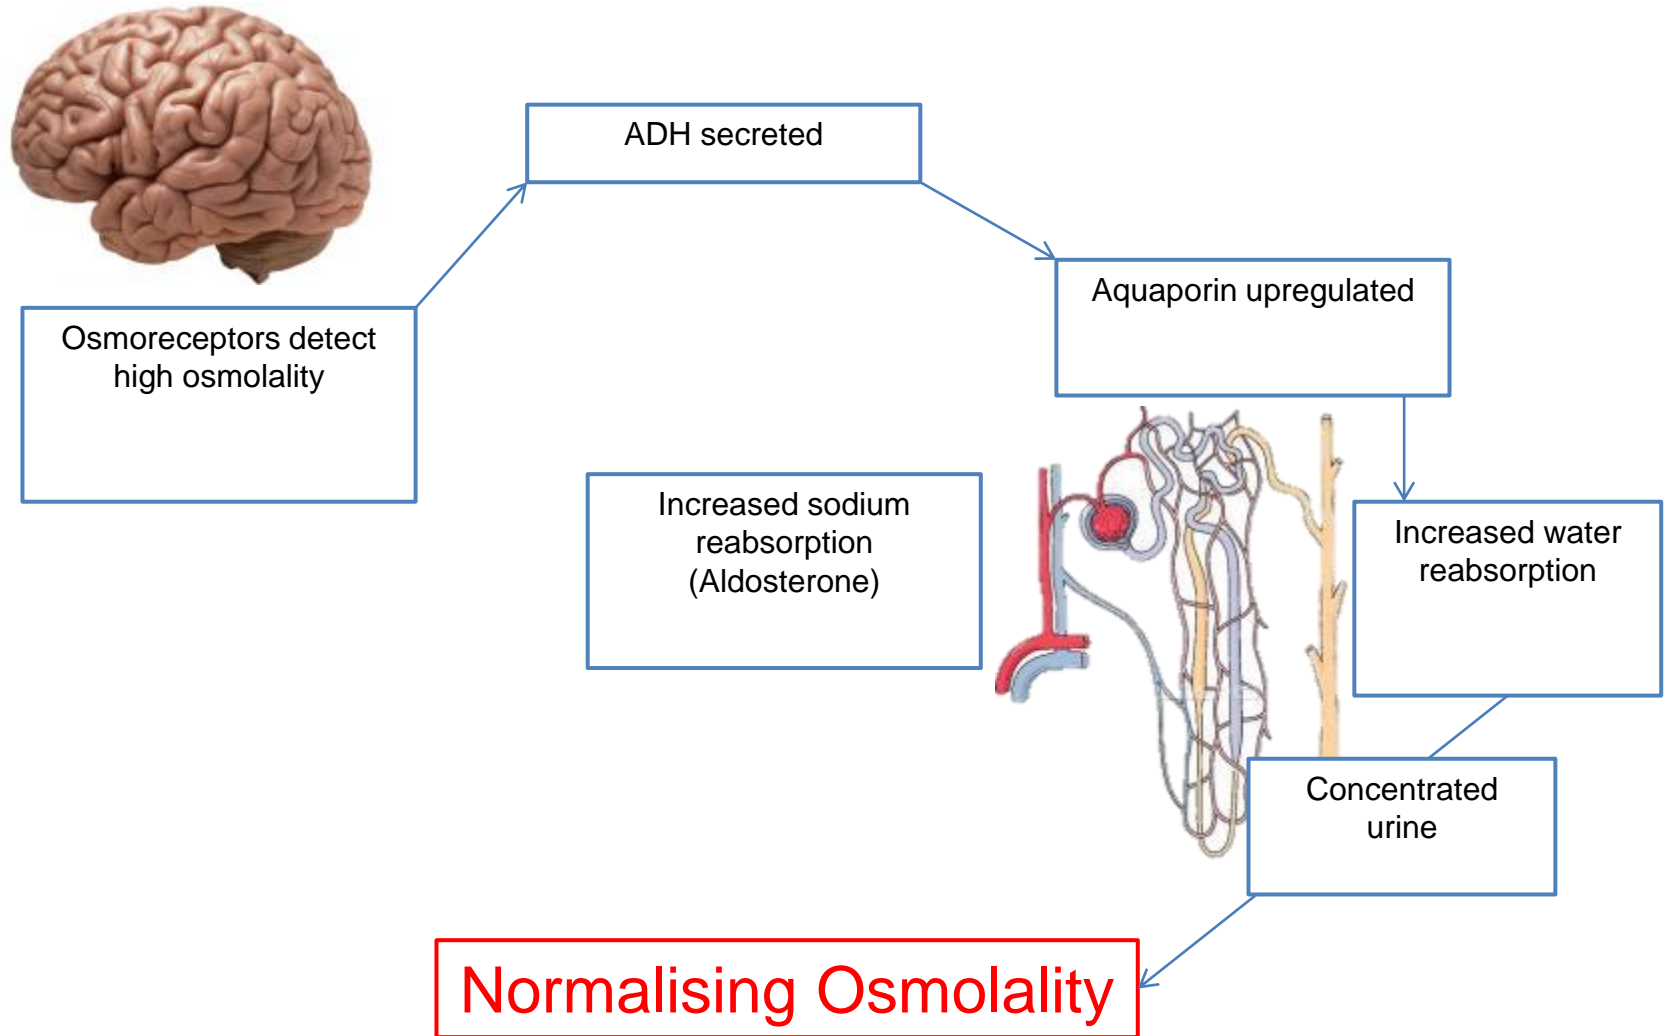 ADH secreted
Osmoreceptors detect
high osmolality
Aquaporin upregulated
Increased sodium
reabsorption
(Aldosterone)
Increased water
reabsorption
Concentrated
urine
Normalising Osmolality